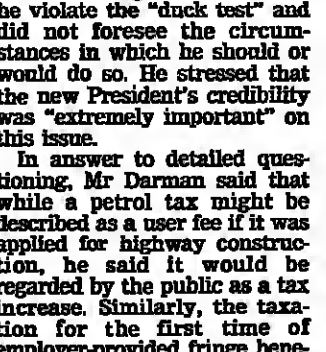 he violate the “duck test” and
did not foresee the circum-
stances in which he should or
would do so. He stressed that
the new President's credibility
was “extremely important” on
this issue.
In answer to detailed ques-
tioning, Mr Darman said that
while a petrol tax might be
described as a user fee if it was
applied for highway construc-
tion, he said it would be
regarded by the public as a tax
increase. Similarly, the taxa-
tion for the first time of
employer-provided fringe bene-